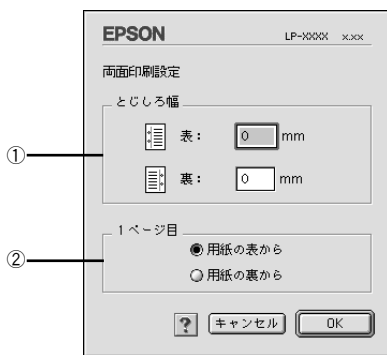 EPSON LP-XXXX x.xx
両面印刷設定
とじしろ幅
① 表： 0 mm
裏： 0 mm
1ページ目
② 用紙の表から
用紙の裏から
? キャンセル OK